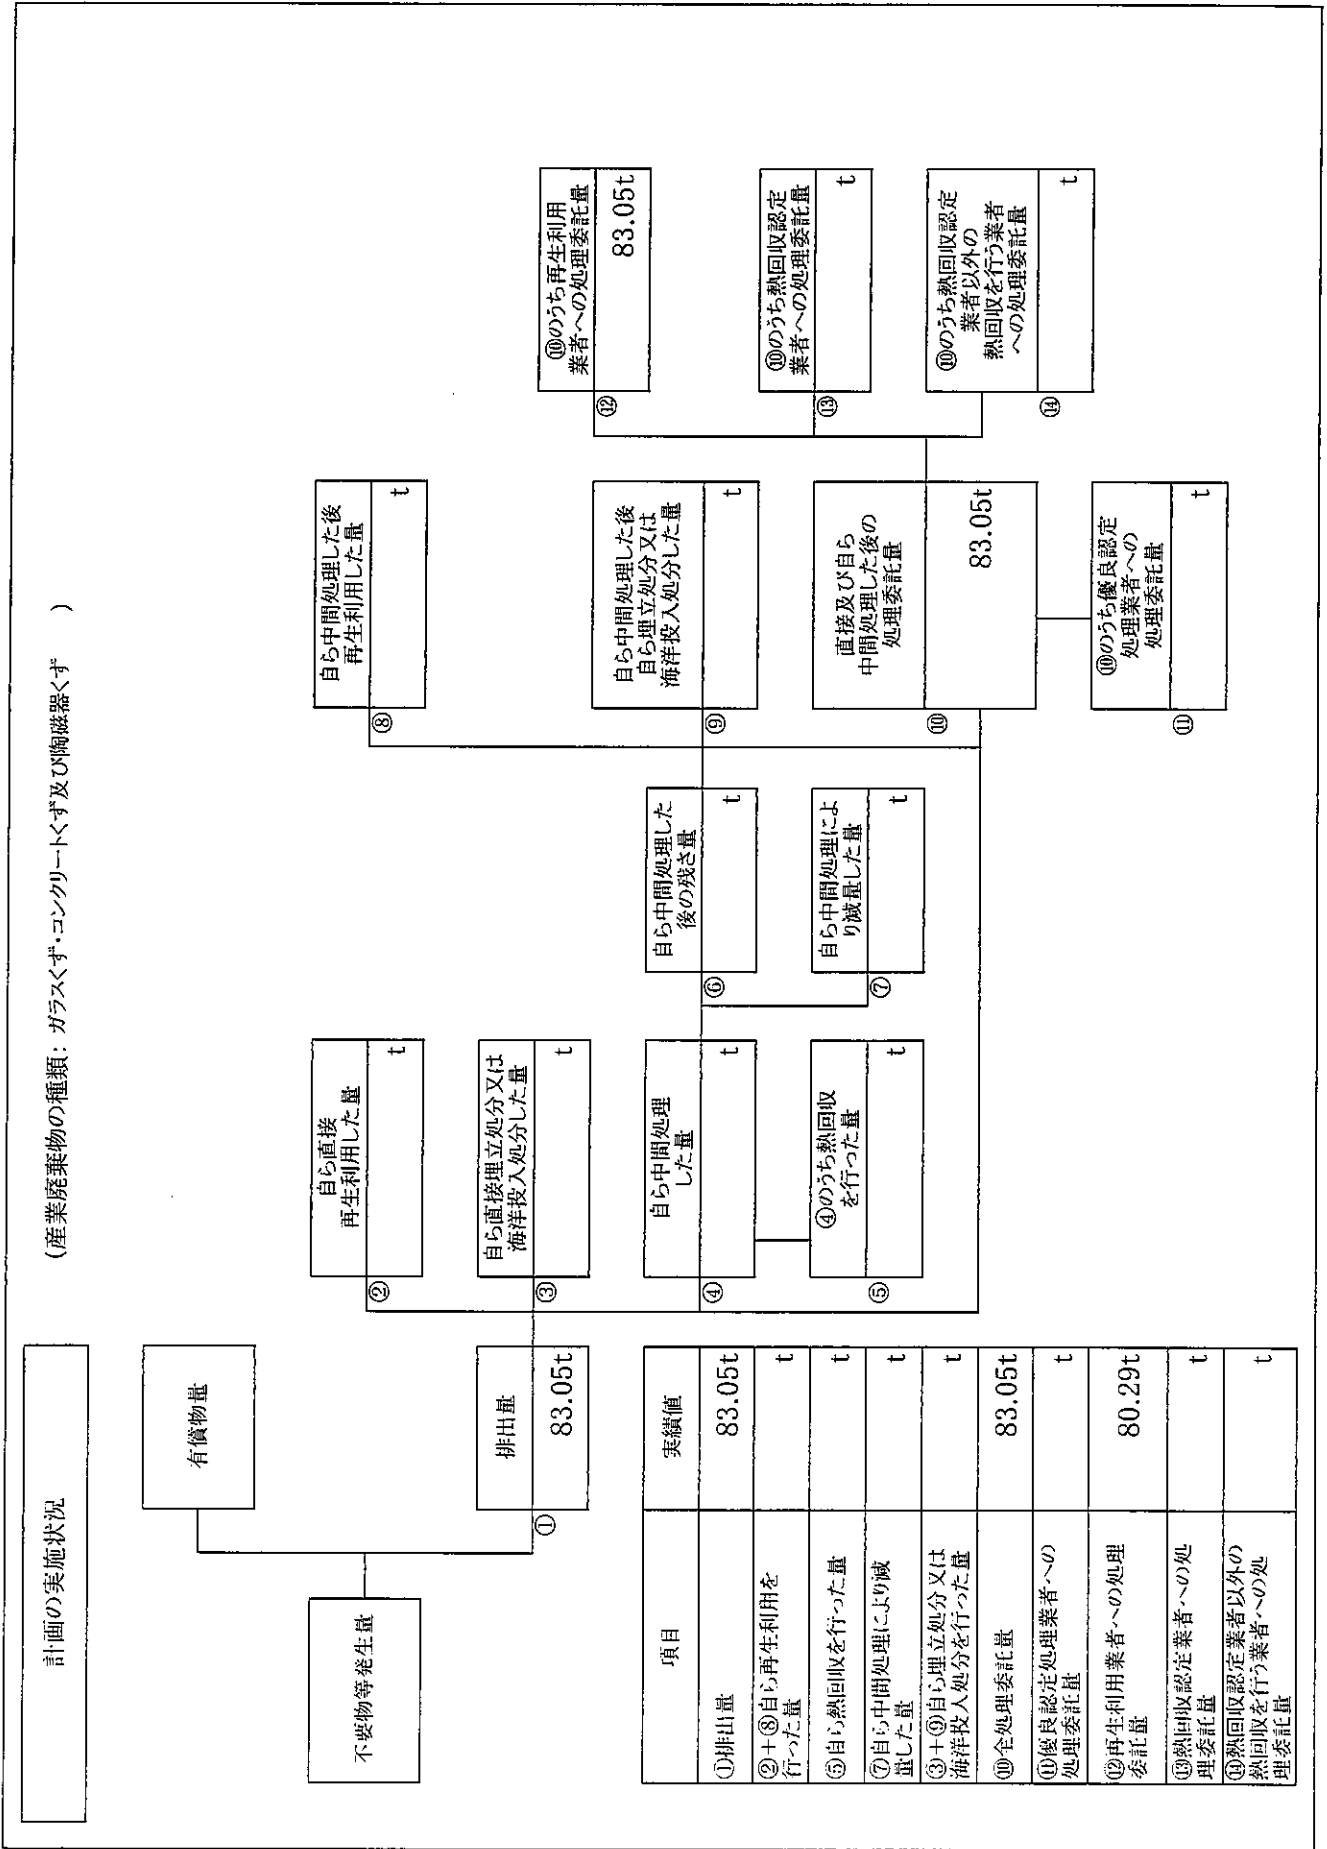 計画の実施状況
(産業廃棄物の種類：ガラスくず・コンクリートくず及び陶磁器くず　　)
不要物等発生量
有償物量
排出量
①
83.05t
自ら直接
再生利用した量
②
t
自ら直接埋立処分又は
海洋投入処分した量
③
t
自ら中間処理
した量
④
t
④のうち熱回収
を行った量
⑤
t
自ら中間処理した
後の残さ量
⑥
t
自ら中間処理によ
り減量した量
⑦
t
自ら中間処理した後
再生利用した量
⑧
t
自ら中間処理した後
自ら埋立処分又は
海洋投入処分した量
⑨
t
直接及び自ら
中間処理した後の
処理委託量
⑩
83.05t
⑩のうち優良認定
処理業者への
処理委託量
⑪
t
⑩のうち再生利用
業者への処理委託量
⑫
83.05t
⑩のうち熱回収認定
業者への処理委託量
⑬
t
⑩のうち熱回収認定
業者以外の
熱回収を行う業者
への処理委託量
⑭
t
項目 実績値
①排出量 83.05t
②＋⑧自ら再生利用を
行った量 t
⑤自ら熱回収を行った量 t
⑦自ら中間処理により減
量した量 t
③＋⑨自ら埋立処分又は
海洋投入処分を行った量 t
⑩全処理委託量 83.05t
⑪優良認定処理業者への
処理委託量 t
⑫再生利用業者への処理
委託量 80.29t
⑬熱回収認定業者への処
理委託量 t
⑭熱回収認定業者以外の
熱回収を行う業者への処
理委託量 t